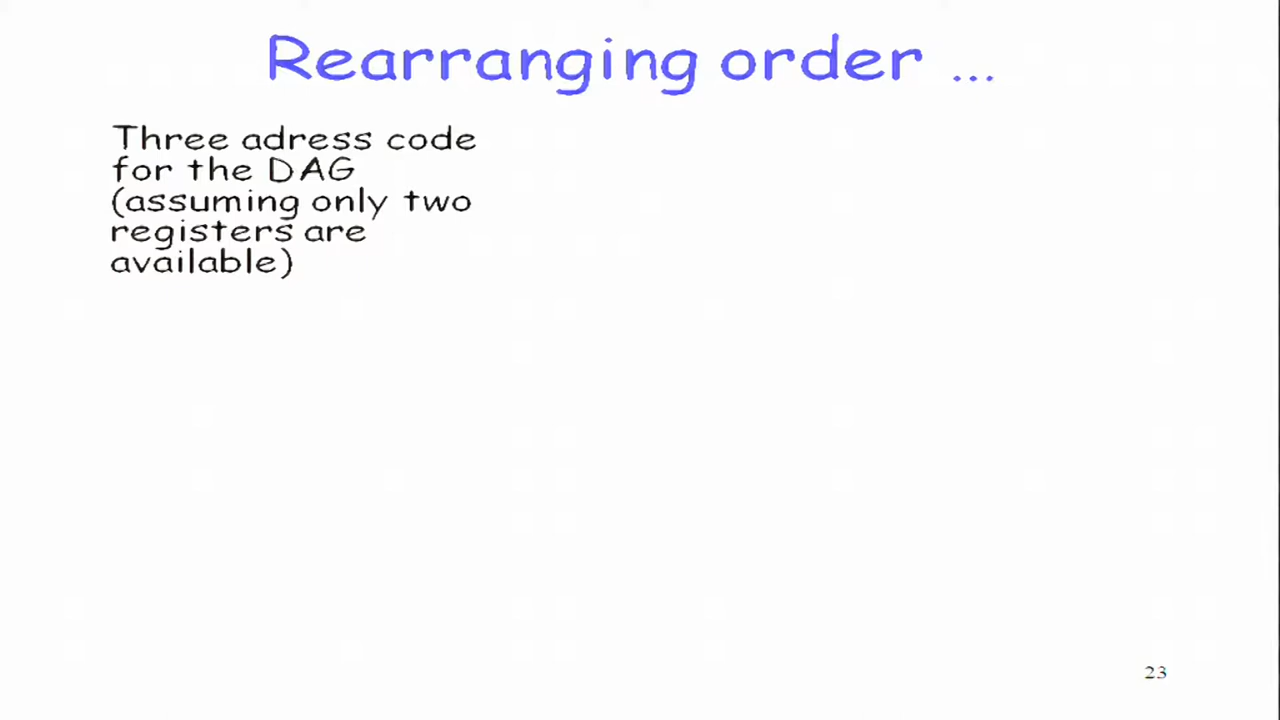 Rearranging order ...
Three adress code
for the DAG
(assuming only two
registers are
available)
23